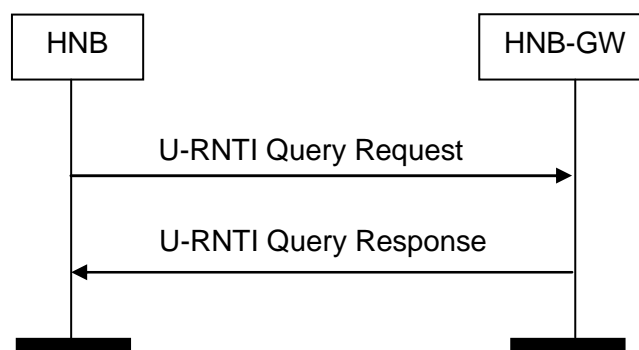 HNB
HNB-GW
U-RNTI Query Request
U-RNTI Query Response